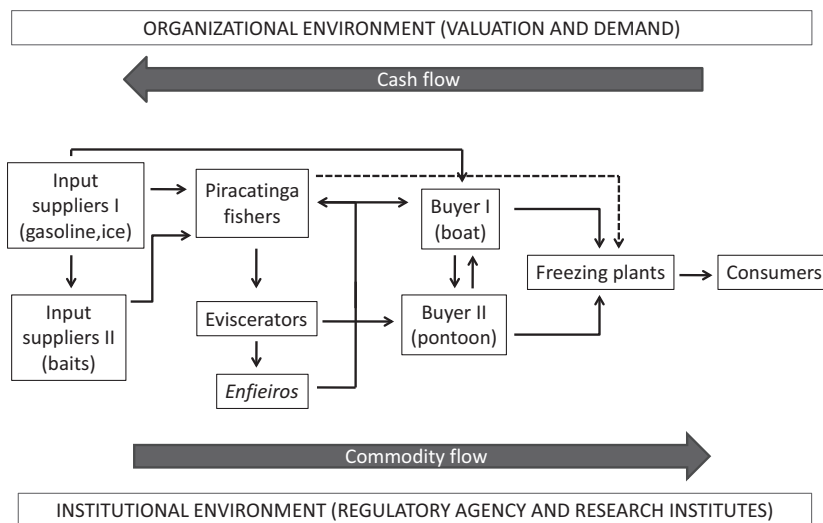 ORGANIZATIONAL ENVIRONMENT (VALUATION AND DEMAND)
Cash flow
Input
suppliers I
(gasoline,ice)
Piracatinga
fishers
Buyer I
(boat)
Freezing plants
Consumers
Input
suppliers II
(baits)
Eviscerators
Buyer II
(pontoon)
Enfieiros
Commodity flow
INSTITUTIONAL ENVIRONMENT (REGULATORY AGENCY AND RESEARCH INSTITUTES)